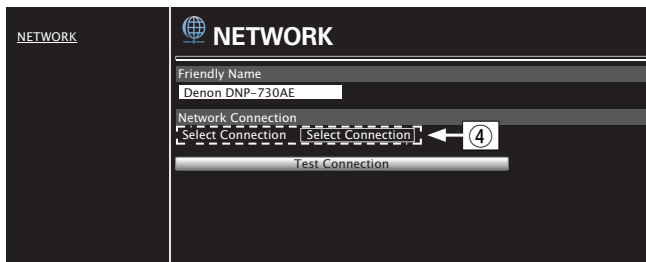 NETWORK
NETWORK
Friendly Name
Denon DNP-730AE
Network Connection
Select Connection Select Connection ④
Test Connection